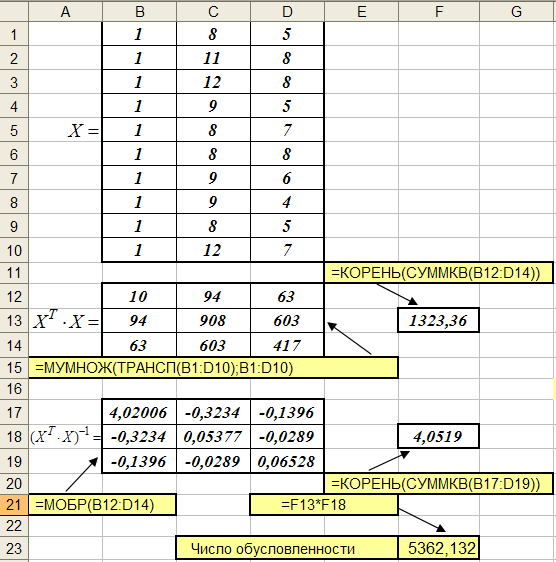 A B C D E F G
1 1 8 5
2 1 11 8
3 1 12 8
4 1 9 5
5 X = 1 8 7
6 1 8 8
7 1 9 6
8 1 9 4
9 1 8 5
10 1 12 7
11 =КОРЕНЬ(СУММКВ(B12:D14))
12 10 94 63
13 X^T · X = 94 908 603 1323,36
14 63 603 417
15 =МУМНОЖ(ТРАНСП(B1:D10);B1:D10)
16
17 4,02006 -0,3234 -0,1396
18 (X^T · X)^-1 = -0,3234 0,05377 -0,0289 4,0519
19 -0,1396 -0,0289 0,06528
20 =КОРЕНЬ(СУММКВ(B17:D19))
21 =МОБР(B12:D14) =F13*F18
22
23 Число обусловленности 5362,132